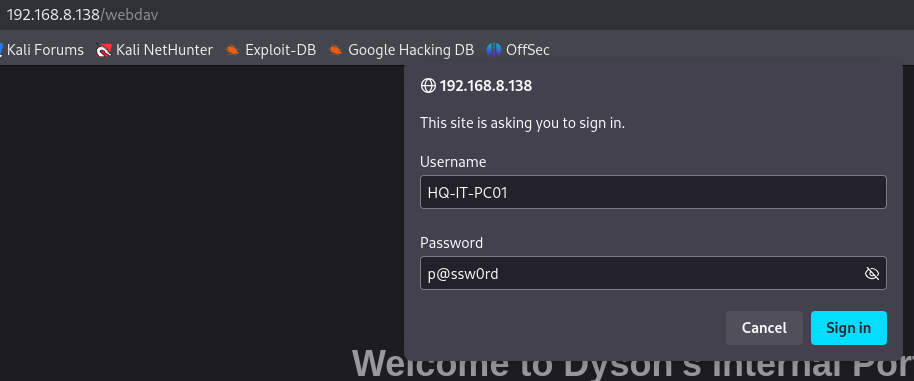 192.168.8.138/webdav
Kali Forums Kali NetHunter Exploit-DB Google Hacking DB OffSec
192.168.8.138
This site is asking you to sign in.
Username
HQ-IT-PC01
Password
p@ssw0rd
Cancel Sign in
Welcome to Dyson's Internal Por